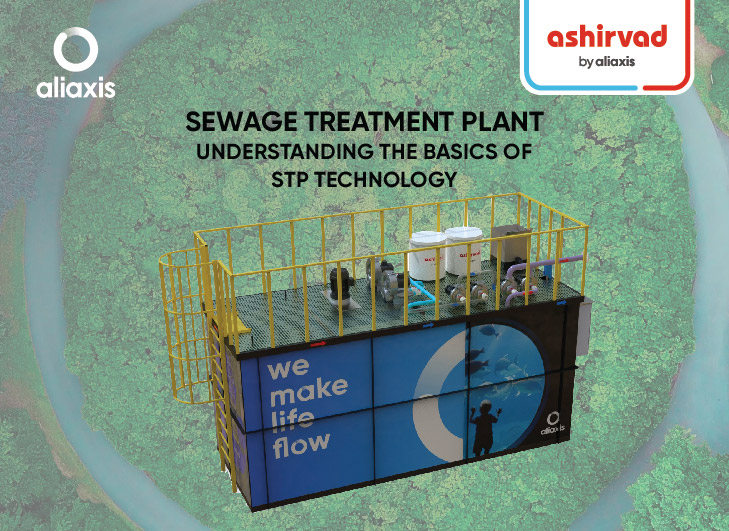 aliaxis
ashirvad
by aliaxis
SEWAGE TREATMENT PLANT
UNDERSTANDING THE BASICS OF
STP TECHNOLOGY
we
make
life
flow
aliaxis